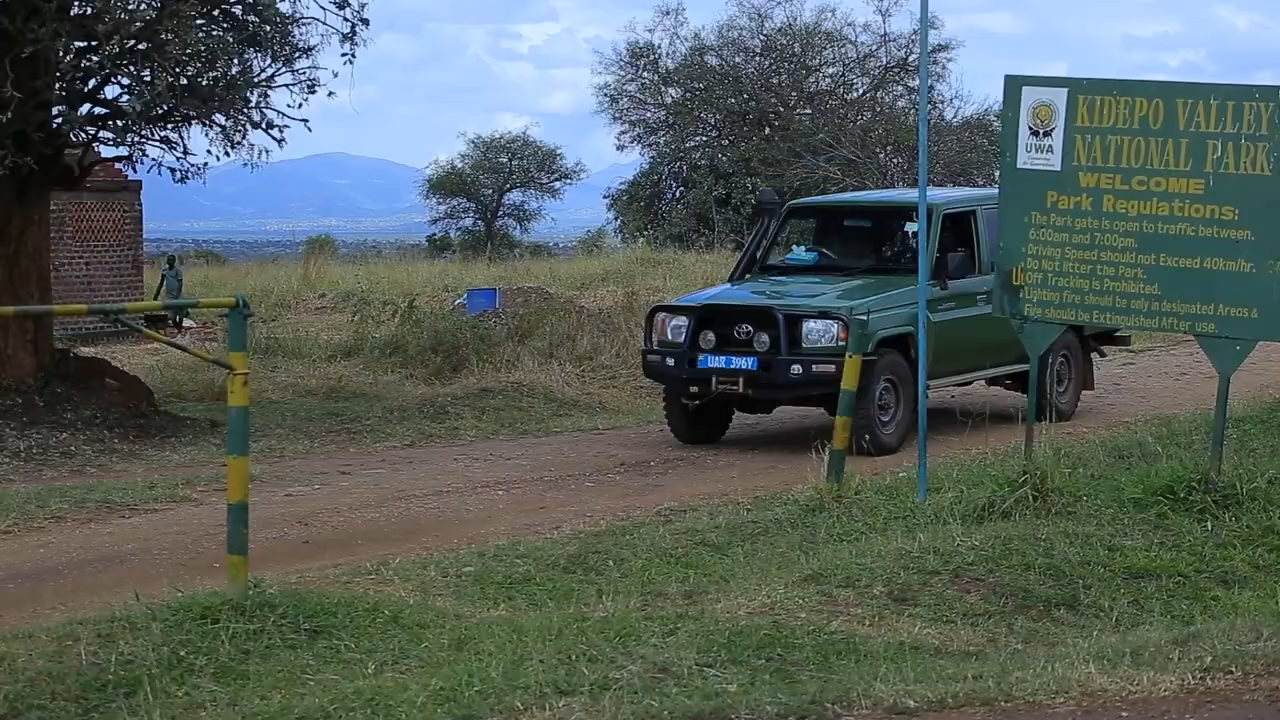 UWA
KIDEPO VALLEY
NATIONAL PARK
WELCOME
Park Regulations:
The Park gate is open to traffic between.
6:00am and 7:00pm.
Driving Speed should not Exceed 40km/hr.
Do Not litter the Park.
Off Tracking is Prohibited.
Lighting fire should be only in designated Areas &
Fire should be Extinguished After use.
UAR 396Y